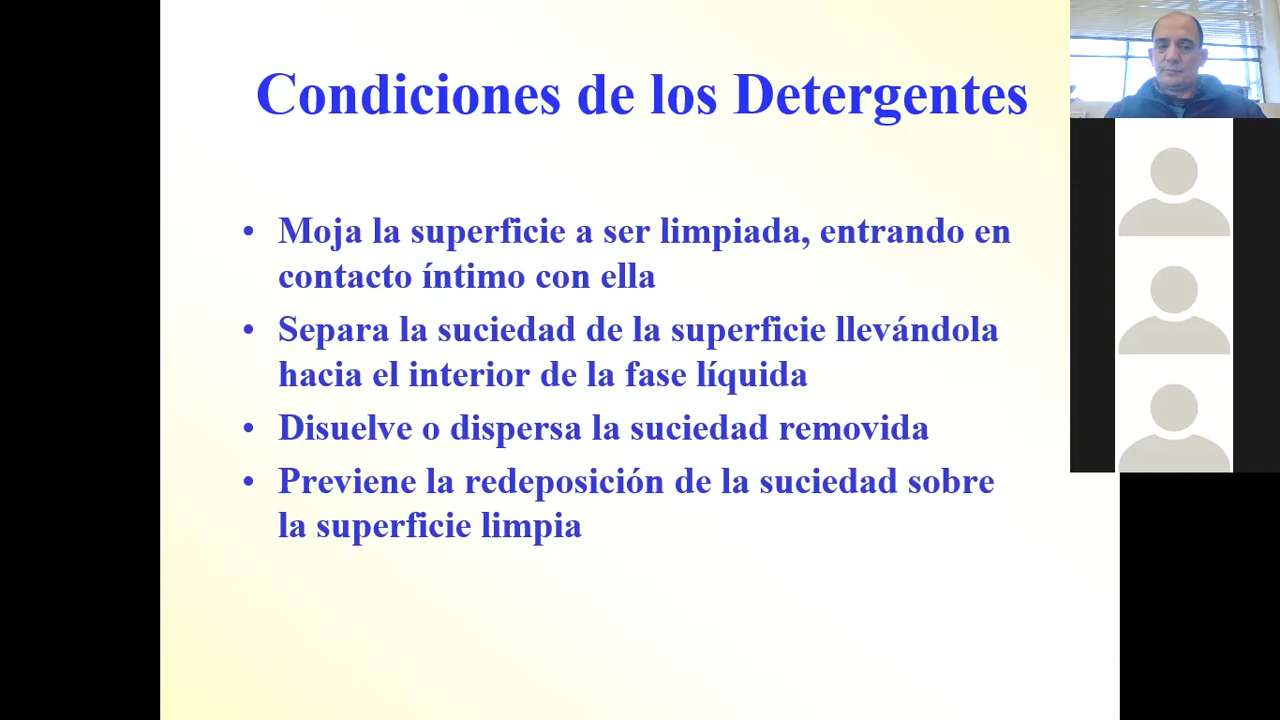 Condiciones de los Detergentes
• Moja la superficie a ser limpiada, entrando en
contacto íntimo con ella
• Separa la suciedad de la superficie llevándola
hacia el interior de la fase líquida
• Disuelve o dispersa la suciedad removida
• Previene la redeposición de la suciedad sobre
la superficie limpia